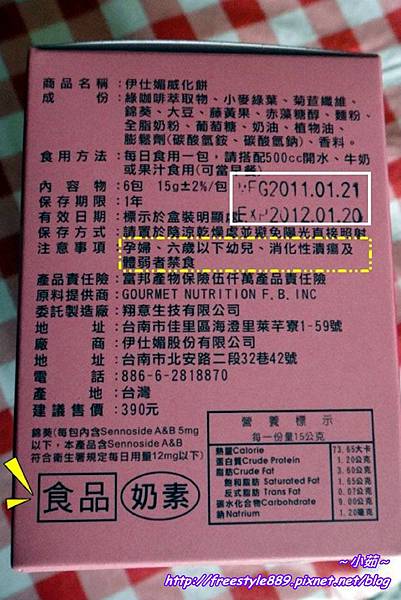 商品名稱：伊仕媚威化餅
成　　份：綠咖啡萃取物、小麥綠葉、菊苣纖維、
錦葵、大豆、藤黃果、赤藻糖醇、麵粉、
全脂奶粉、葡萄糖、奶油、植物油、
膨鬆劑(碳酸氫銨、碳酸氫鈉)、香料。
食用方法：每日食用一包，請搭配500cc開水、牛奶
或果汁食用(可當早餐)
內 容 物：6包 15g±2%/包
MFG2011.01.21
保存期限：1年
有效日期：標示於盒裝明顯處
EXP2012.01.20
保存方式：請置於陰涼乾燥處並避免陽光直接照射
注意事項：孕婦、六歲以下幼兒、消化性潰瘍及
體弱者禁食
產品責任險：富邦產物保險伍仟萬產品責任險
原料提供商：GOURMET NUTRITION F.B.INC
委託製造廠：翔意生技有限公司
地　　址：台南市佳里區海澄里萊芊寮1-59號
廠　　商：伊仕媚股份有限公司
地　　址：台南市北安路二段32巷42號
電　　話：886-6-2818870
產　　地：台灣
建議售價：390元
錦葵(每包內含Sennoside A&B 5mg
以下，本產品含Sennoside A&B
符合衛生署規定每日用量12mg以下)
食品 奶素
營養標示
每一份量15公克
熱量Calorie 73.65大卡
蛋白質Crude Protein 1.20公克
脂肪Crude Fat 3.60公克
飽和脂肪 Saturated Fat 1.65公克
反式脂肪 Trans Fat 0.07公克
碳水化合物Carbohydrate 9.00公克
鈉Natrium 1.20毫克
～小茹～
http://freestyle889.pixnet.net/blog